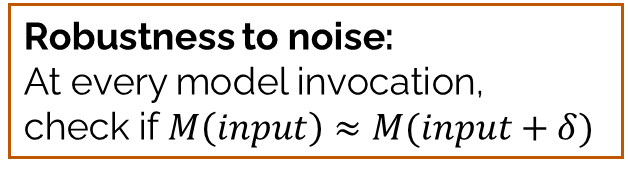 Robustness to noise:
At every model invocation,
check if M(input) ≈ M(input + δ)